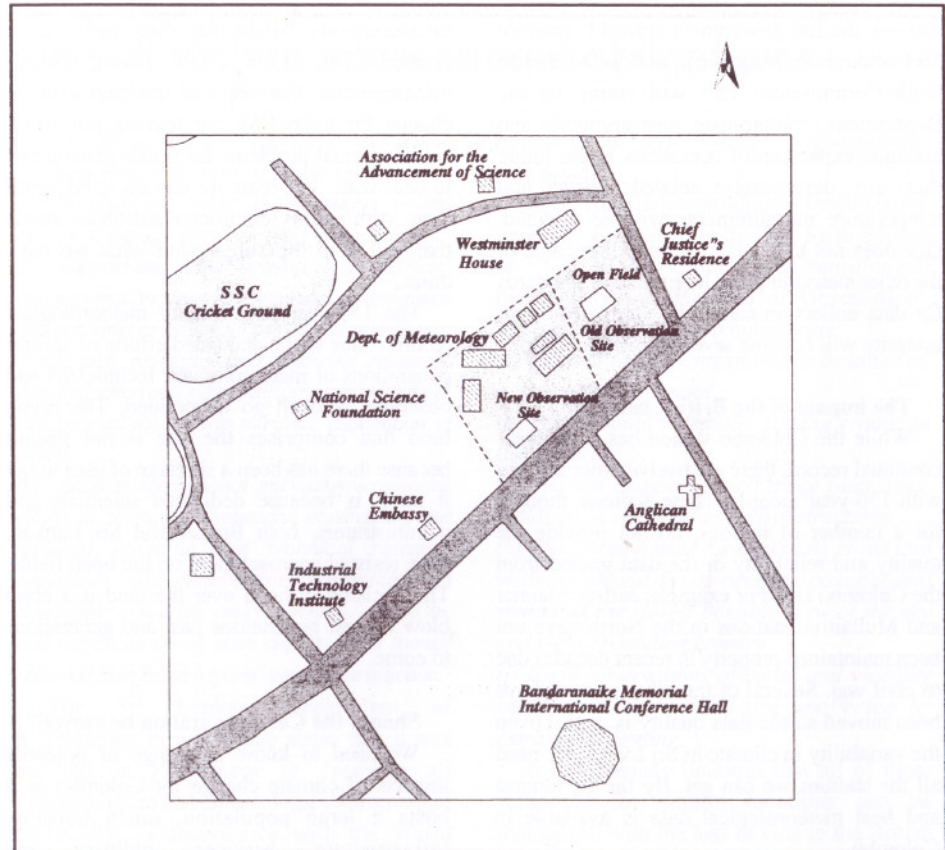 Association for the
Advancement of Science
Westminster
House
Chief
Justice"s
Residence
Open Field
S S C
Cricket Ground
Dept. of Meteorology
Old Observation
Site
National Science
Foundation
New Observation
Site
Chinese
Embassy
Anglican
Cathedral
Industrial
Technology
Institute
Bandaranaike Memorial
International Conference Hall